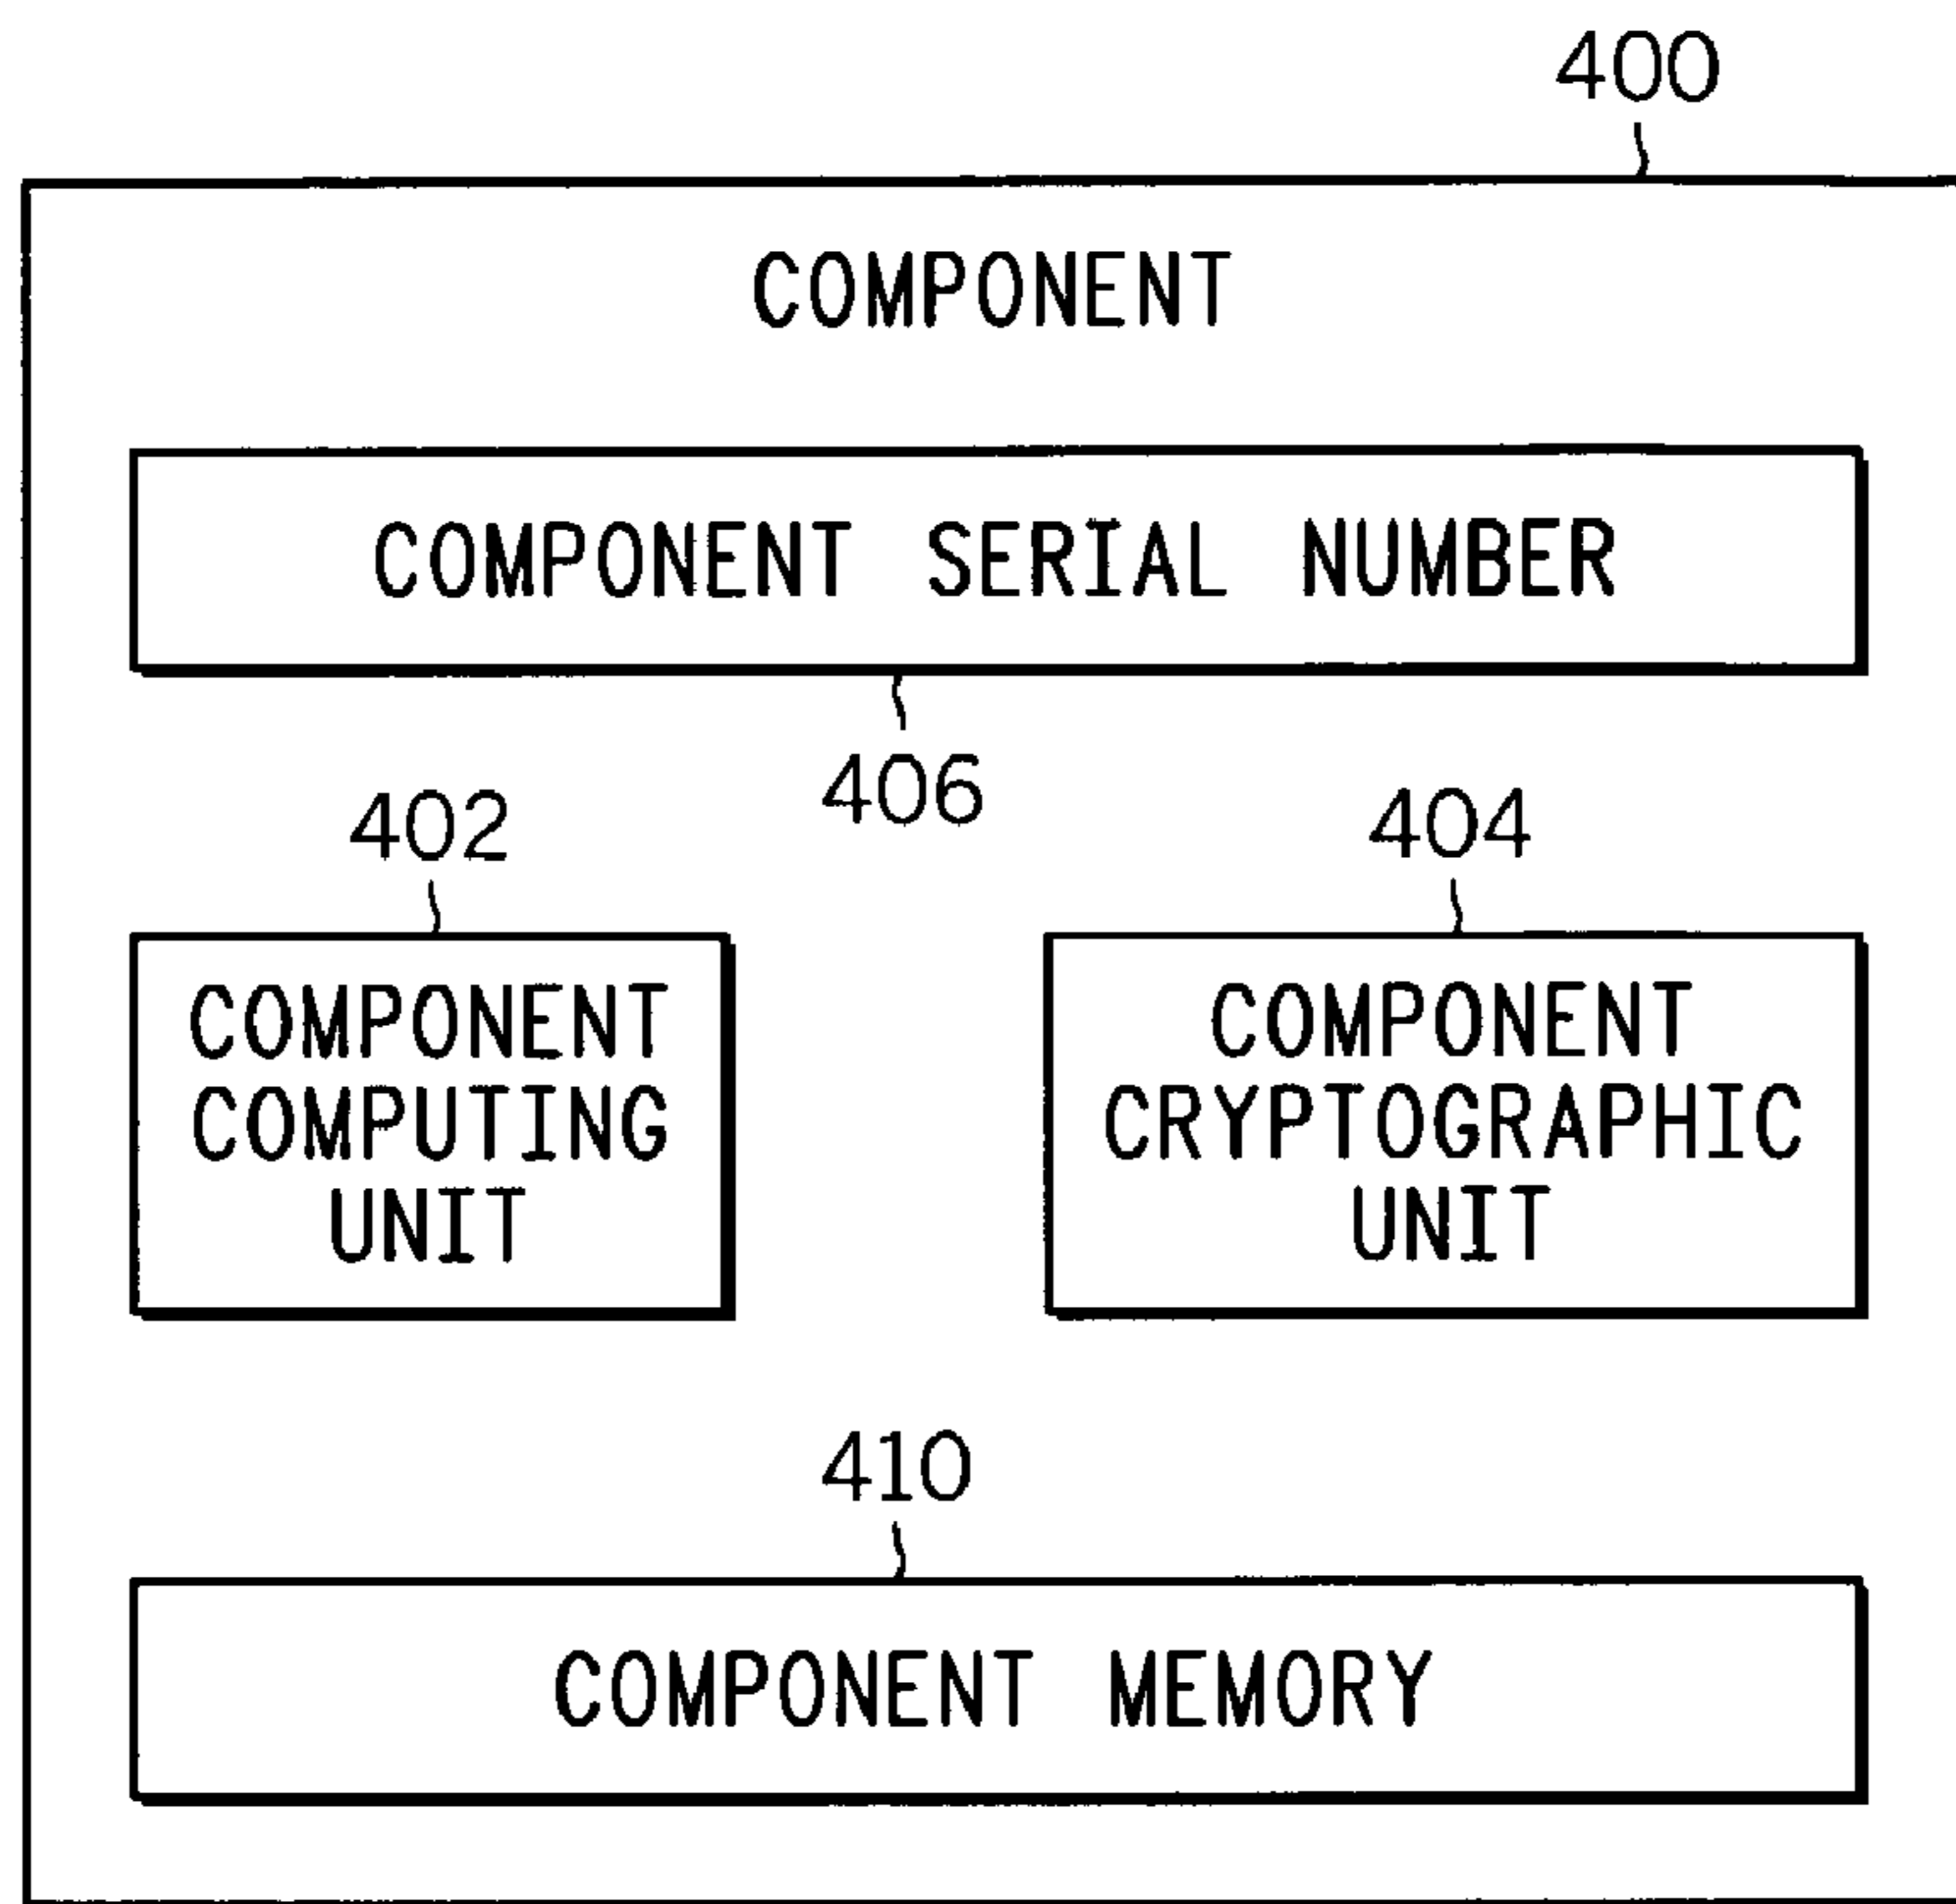 400
COMPONENT
COMPONENT SERIAL NUMBER
406
402
404
COMPONENT
COMPUTING
UNIT
COMPONENT
CRYPTOGRAPHIC
UNIT
410
COMPONENT MEMORY